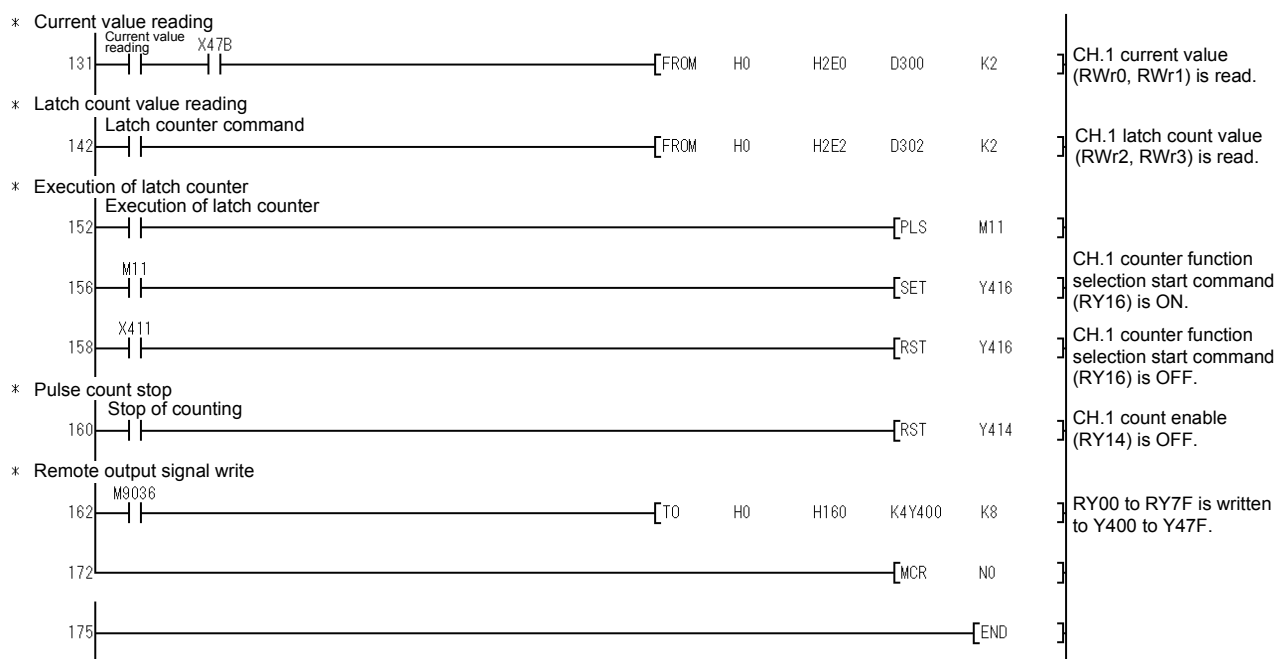 * Current value reading
Current value reading X47B
131 FROM H0 H2E0 D300 K2
CH.1 current value
(RWr0, RWr1) is read.
* Latch count value reading
Latch counter command
142 FROM H0 H2E2 D302 K2
CH.1 latch count value
(RWr2, RWr3) is read.
* Execution of latch counter
Execution of latch counter
152 PLS M11
M11
156 SET Y416
CH.1 counter function
selection start command
(RY16) is ON.
X411
158 RST Y416
CH.1 counter function
selection start command
(RY16) is OFF.
* Pulse count stop
Stop of counting
160 RST Y414
CH.1 count enable
(RY14) is OFF.
* Remote output signal write
M9036
162 TO H0 H160 K4Y400 K8
RY00 to RY7F is written
to Y400 to Y47F.
172 MCR N0
175 END